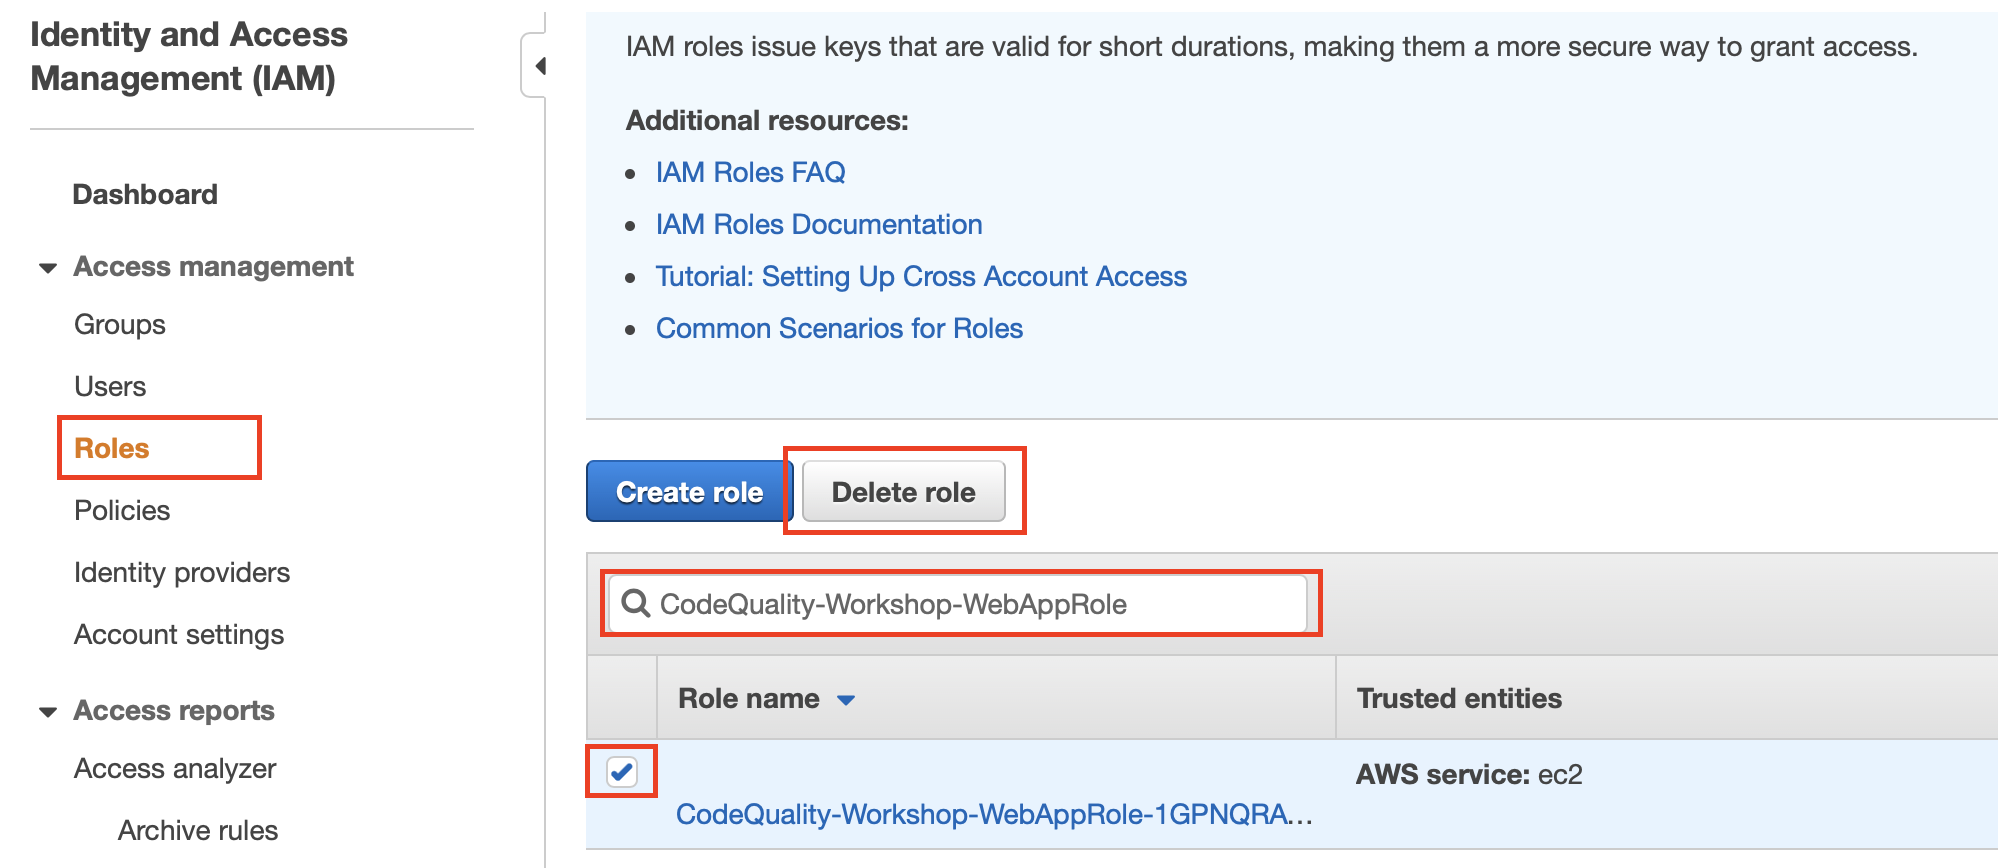 Identity and Access
Management (IAM)
Dashboard
Access management
Groups
Users
Roles
Policies
Identity providers
Account settings
Access reports
Access analyzer
Archive rules
IAM roles issue keys that are valid for short durations, making them a more secure way to grant access.
Additional resources:
IAM Roles FAQ
IAM Roles Documentation
Tutorial: Setting Up Cross Account Access
Common Scenarios for Roles
Create role
Delete role
CodeQuality-Workshop-WebAppRole
Role name
Trusted entities
AWS service: ec2
CodeQuality-Workshop-WebAppRole-1GPNQRA...